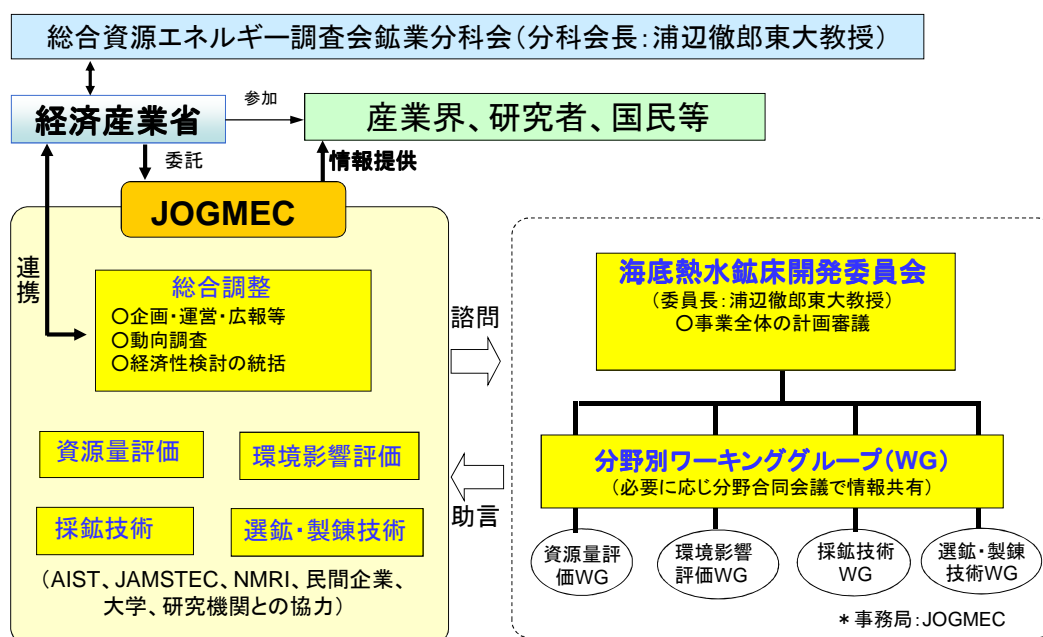 総合資源エネルギー調査会鉱業分科会(分科会長:浦辺徹郎東大教授)
経済産業省
参加
産業界、研究者、国民等
委託
情報提供
JOGMEC
連携
総合調整
○企画・運営・広報等
○動向調査
○経済性検討の統括
資源量評価
環境影響評価
採鉱技術
選鉱・製錬技術
(AIST、JAMSTEC、NMRI、民間企業、
大学、研究機関との協力)
諮問
助言
海底熱水鉱床開発委員会
(委員長:浦辺徹郎東大教授)
○事業全体の計画審議
分野別ワーキンググループ(WG)
(必要に応じ分野合同会議で情報共有)
資源量評
価WG
環境影響
評価WG
採鉱技術
WG
選鉱・製錬
技術WG
*事務局:JOGMEC